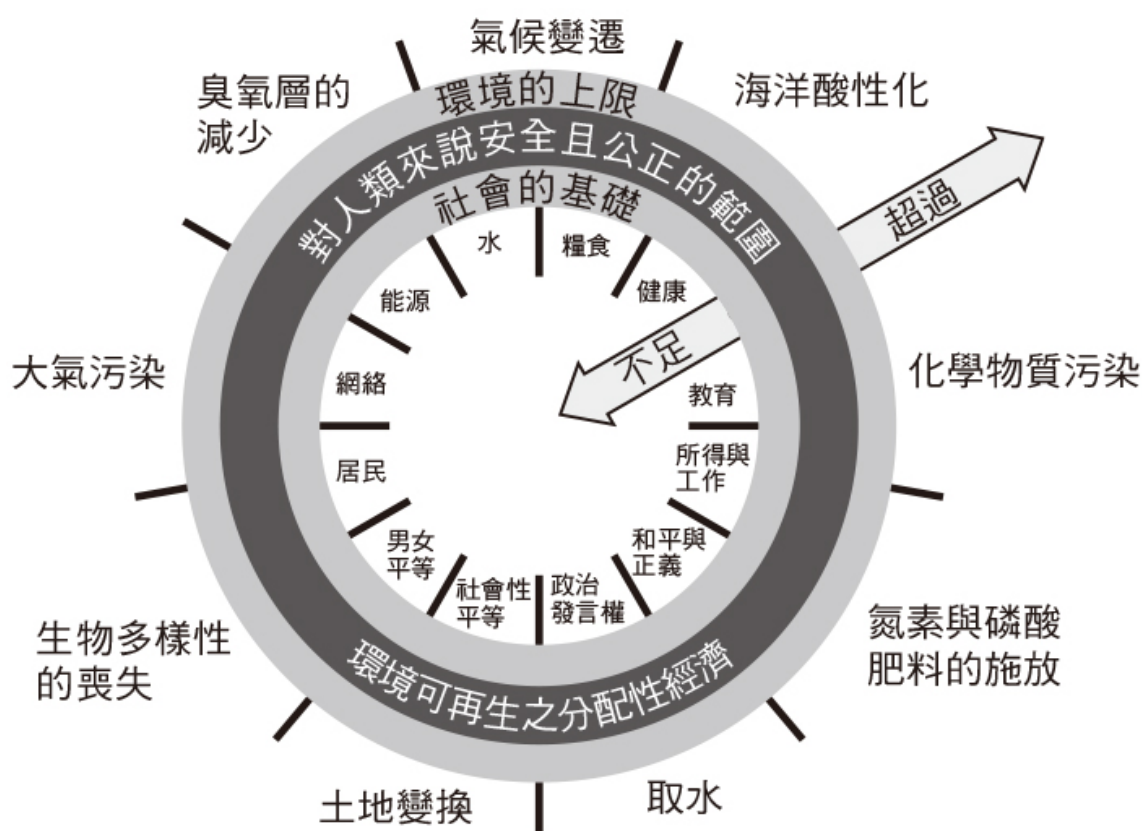 氣候變遷
臭氧層的
減少
環境的上限
海洋酸性化
對人類來說安全且公正的範圍
超過
社會的基礎
水
糧食
能源
健康
不足
大氣污染
網絡
教育
化學物質污染
居民
所得與
工作
男女
平等
和平與
正義
社會性
平等
政治
發言權
生物多樣性
的喪失
氮素與磷酸
肥料的施放
環境可再生之分配性經濟
土地變換
取水